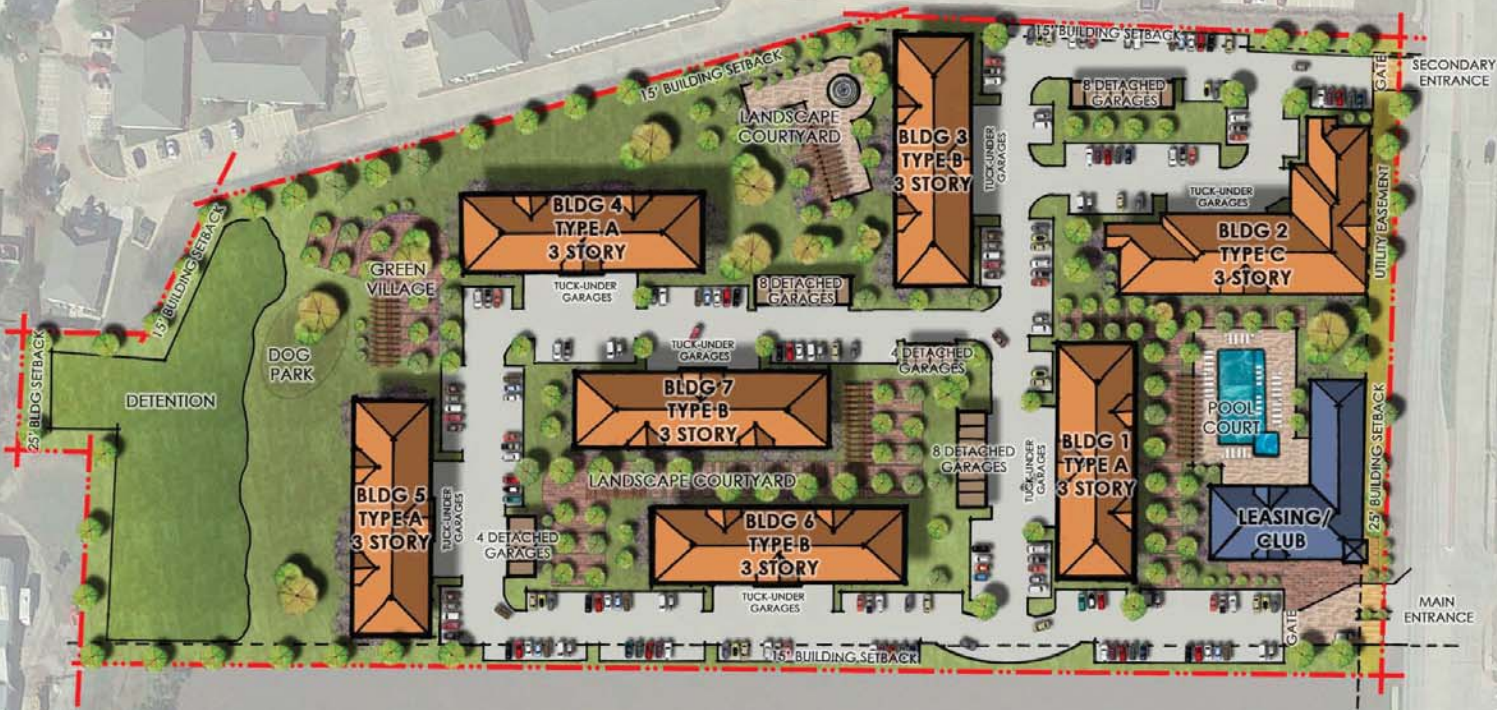 15' BUILDING SETBACK
SECONDARY
ENTRANCE
GATE
15' BUILDING SETBACK
8 DETACHED
GARAGES
LANDSCAPE
COURTYARD
BLDG 3
TYPE B
3 STORY
TUCK-UNDER
GARAGES
TUCK-UNDER
GARAGES
UTILITY EASEMENT
BLDG 4
TYPE A
3 STORY
BLDG 2
TYPE C
3 STORY
15' BUILDING SETBACK
GREEN
VILLAGE
TUCK-UNDER
GARAGES
8 DETACHED
GARAGES
25' BLDG SETBACK
DOG
PARK
TUCK-UNDER
GARAGES
4 DETACHED
GARAGES
DETENTION
BLDG 7
TYPE B
3 STORY
POOL
COURT
25' BUILDING SETBACK
BLDG 1
TYPE A
3 STORY
8 DETACHED
GARAGES
TUCK-UNDER
GARAGES
LANDSCAPE COURTYARD
BLDG 5
TYPE A
3 STORY
TUCK-UNDER
GARAGES
4 DETACHED
GARAGES
BLDG 6
TYPE B
3 STORY
LEASING/
CLUB
TUCK-UNDER
GARAGES
MAIN
ENTRANCE
GATE
15' BUILDING SETBACK